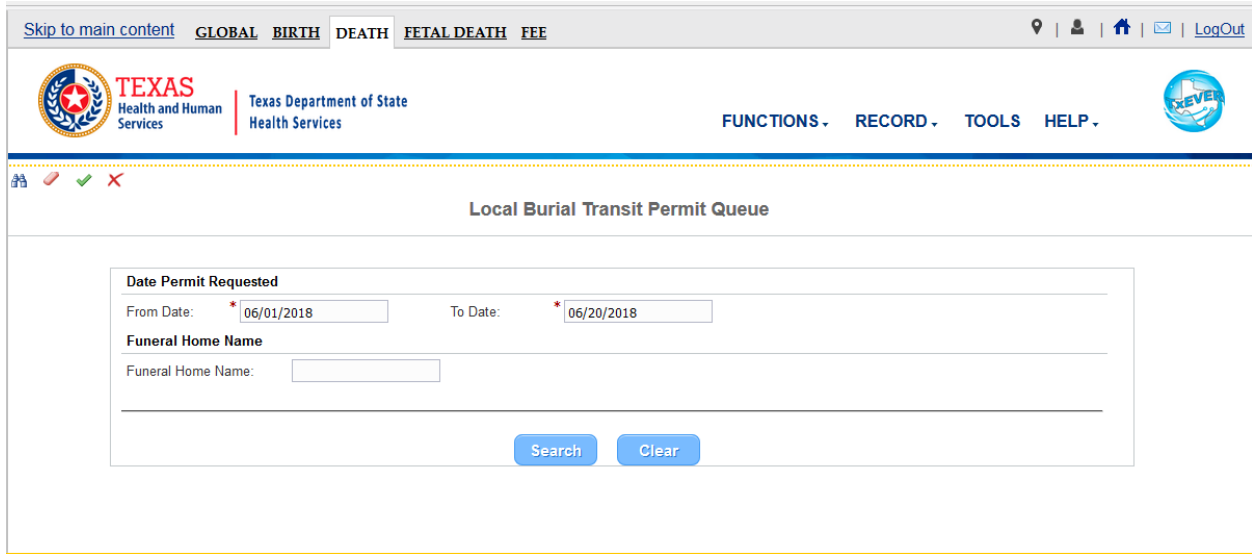 Skip to main content GLOBAL BIRTH DEATH FETAL DEATH FEE | | | | LogOut
TEXAS
Health and Human
Services
Texas Department of State
Health Services
FUNCTIONS RECORD TOOLS HELP
TxEVER
Local Burial Transit Permit Queue
Date Permit Requested
From Date: * 06/01/2018 To Date: * 06/20/2018
Funeral Home Name
Funeral Home Name:
Search Clear